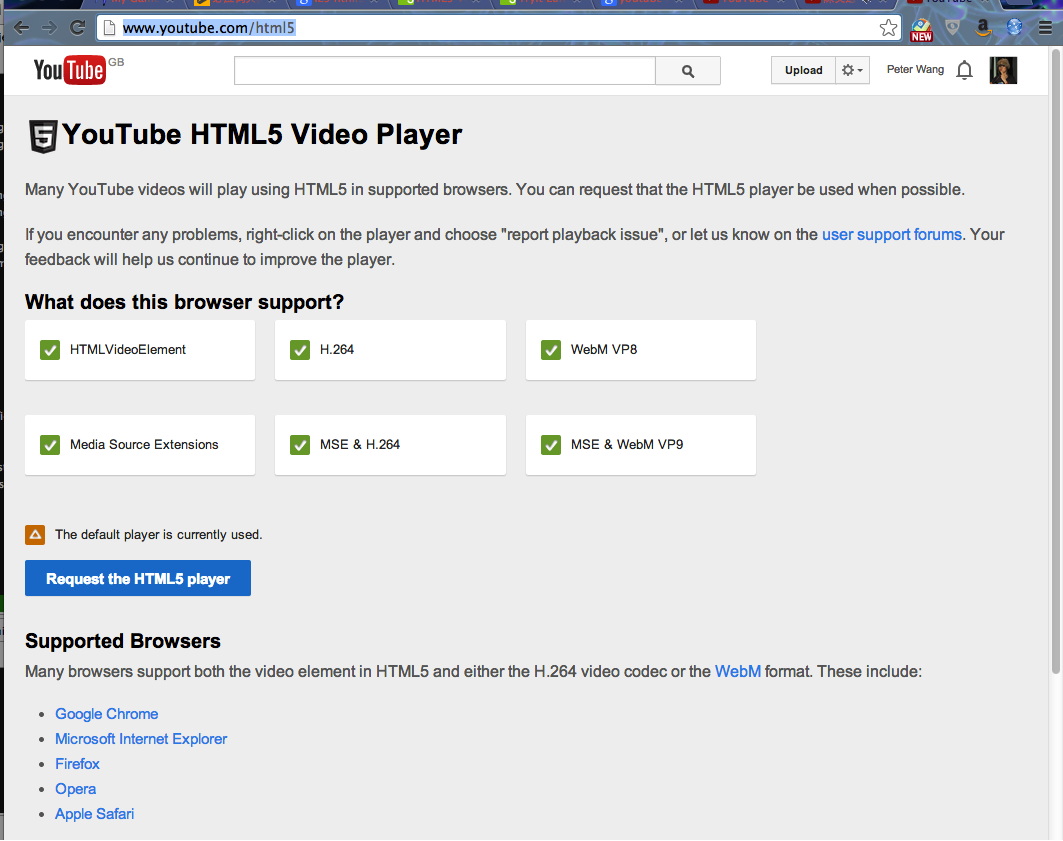 www.youtube.com/html5
NEW
YouTube GB
Upload
Peter Wang
5 YouTube HTML5 Video Player
Many YouTube videos will play using HTML5 in supported browsers. You can request that the HTML5 player be used when possible.
If you encounter any problems, right-click on the player and choose "report playback issue", or let us know on the user support forums. Your
feedback will help us continue to improve the player.
What does this browser support?
HTMLVideoElement
H.264
WebM VP8
Media Source Extensions
MSE & H.264
MSE & WebM VP9
The default player is currently used.
Request the HTML5 player
Supported Browsers
Many browsers support both the video element in HTML5 and either the H.264 video codec or the WebM format. These include:
Google Chrome
Microsoft Internet Explorer
Firefox
Opera
Apple Safari